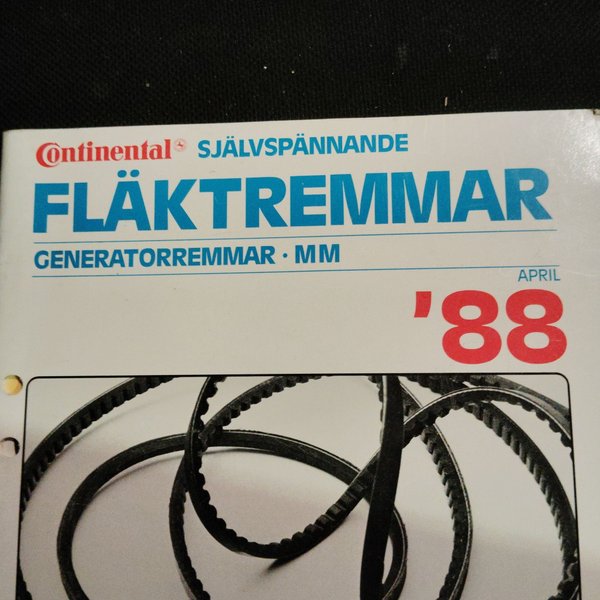 Continental SJÄLVSPÄNNANDE
FLÄKTREMMAR
GENERATORREMMAR · MM
APRIL
'88